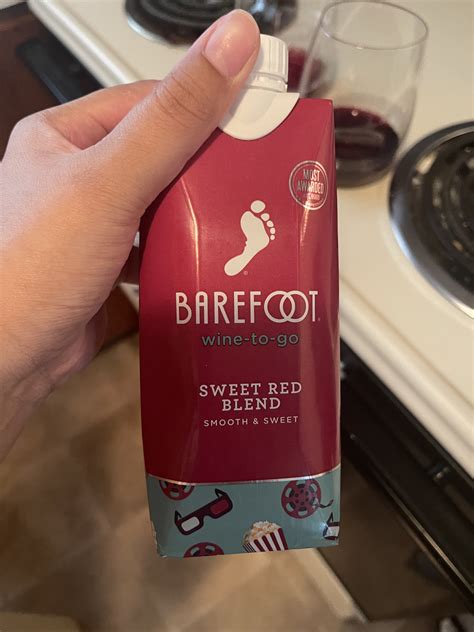 MOST
AWARDED
BAREFOOT
wine-to-go
SWEET RED
BLEND
SMOOTH & SWEET